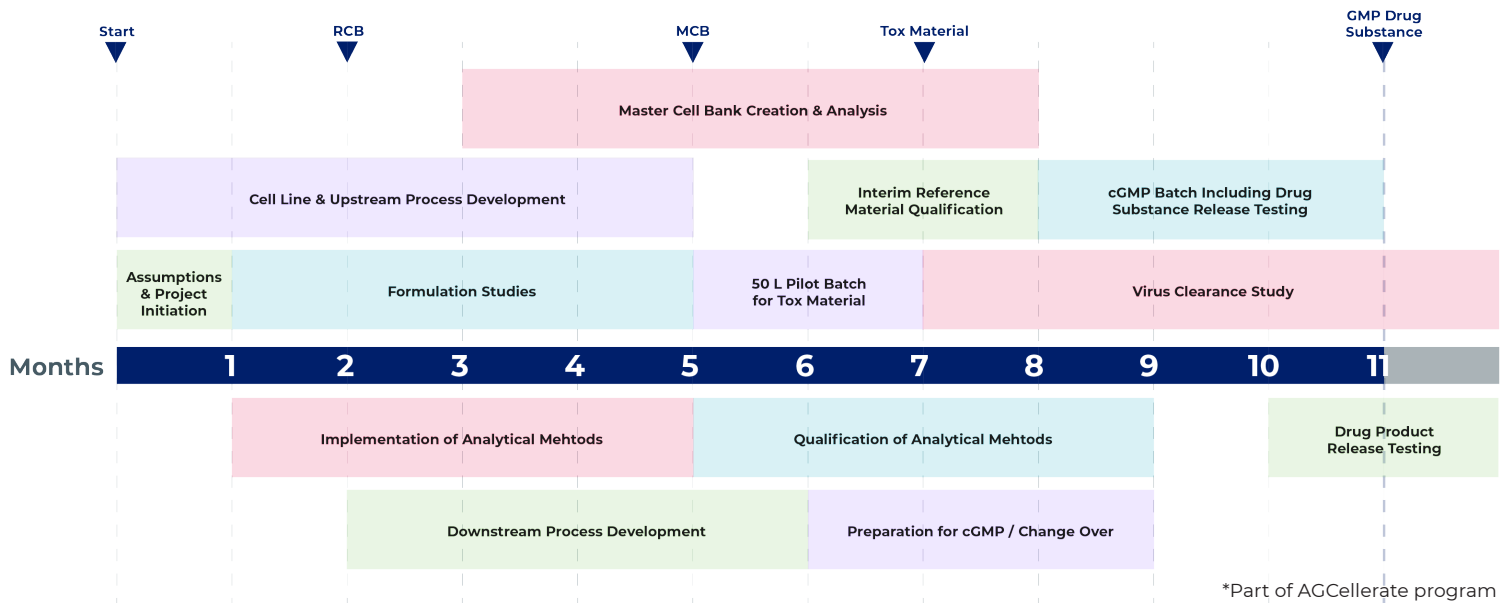 Start
RCB
MCB
Tox Material
GMP Drug
Substance
Master Cell Bank Creation & Analysis
Cell Line & Upstream Process Development
Interim Reference
Material Qualification
cGMP Batch Including Drug
Substance Release Testing
Assumptions
& Project
Initiation
Formulation Studies
50 L Pilot Batch
for Tox Material
Virus Clearance Study
Months 1 2 3 4 5 6 7 8 9 10 11
Implementation of Analytical Mehtods
Qualification of Analytical Mehtods
Drug Product
Release Testing
Downstream Process Development
Preparation for cGMP / Change Over
*Part of AGCellerate program